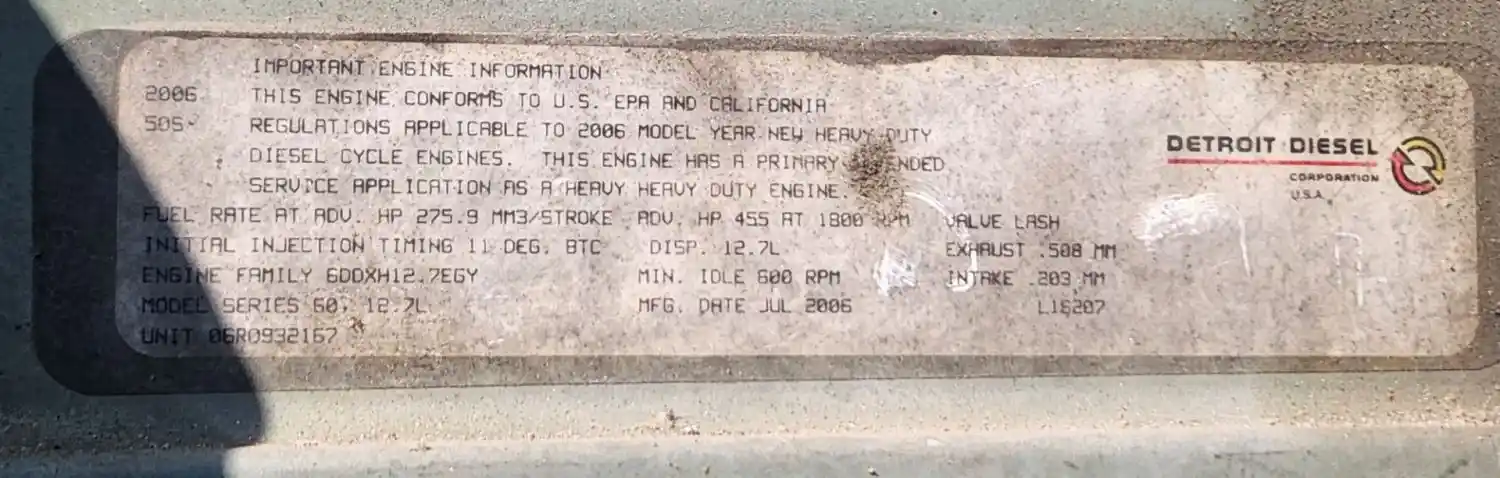 IMPORTANT ENGINE INFORMATION
2006 THIS ENGINE CONFORMS TO U.S. EPA AND CALIFORNIA
505 REGULATIONS APPLICABLE TO 2006 MODEL YEAR NEW HEAVY DUTY
DIESEL CYCLE ENGINES. THIS ENGINE HAS A PRIMARY
SERVICE APPLICATION AS A HEAVY HEAVY DUTY ENGINE.
FUEL RATE AT ADV. HP 275.9 MM3/STROKE ADV. HP 455 AT 1800 RPM VALVE LASH
INITIAL INJECTION TIMING 11 DEG. BTC DISP. 12.7L EXHAUST .508 MM
ENGINE FAMILY 6DDXH12.7EGY MIN. IDLE 600 RPM INTAKE .203 MM
MODEL SERIES 60, 12.7L MFG. DATE JUL 2006
UNIT 06R0932167
DETROIT DIESEL
CORPORATION
U.S.A.